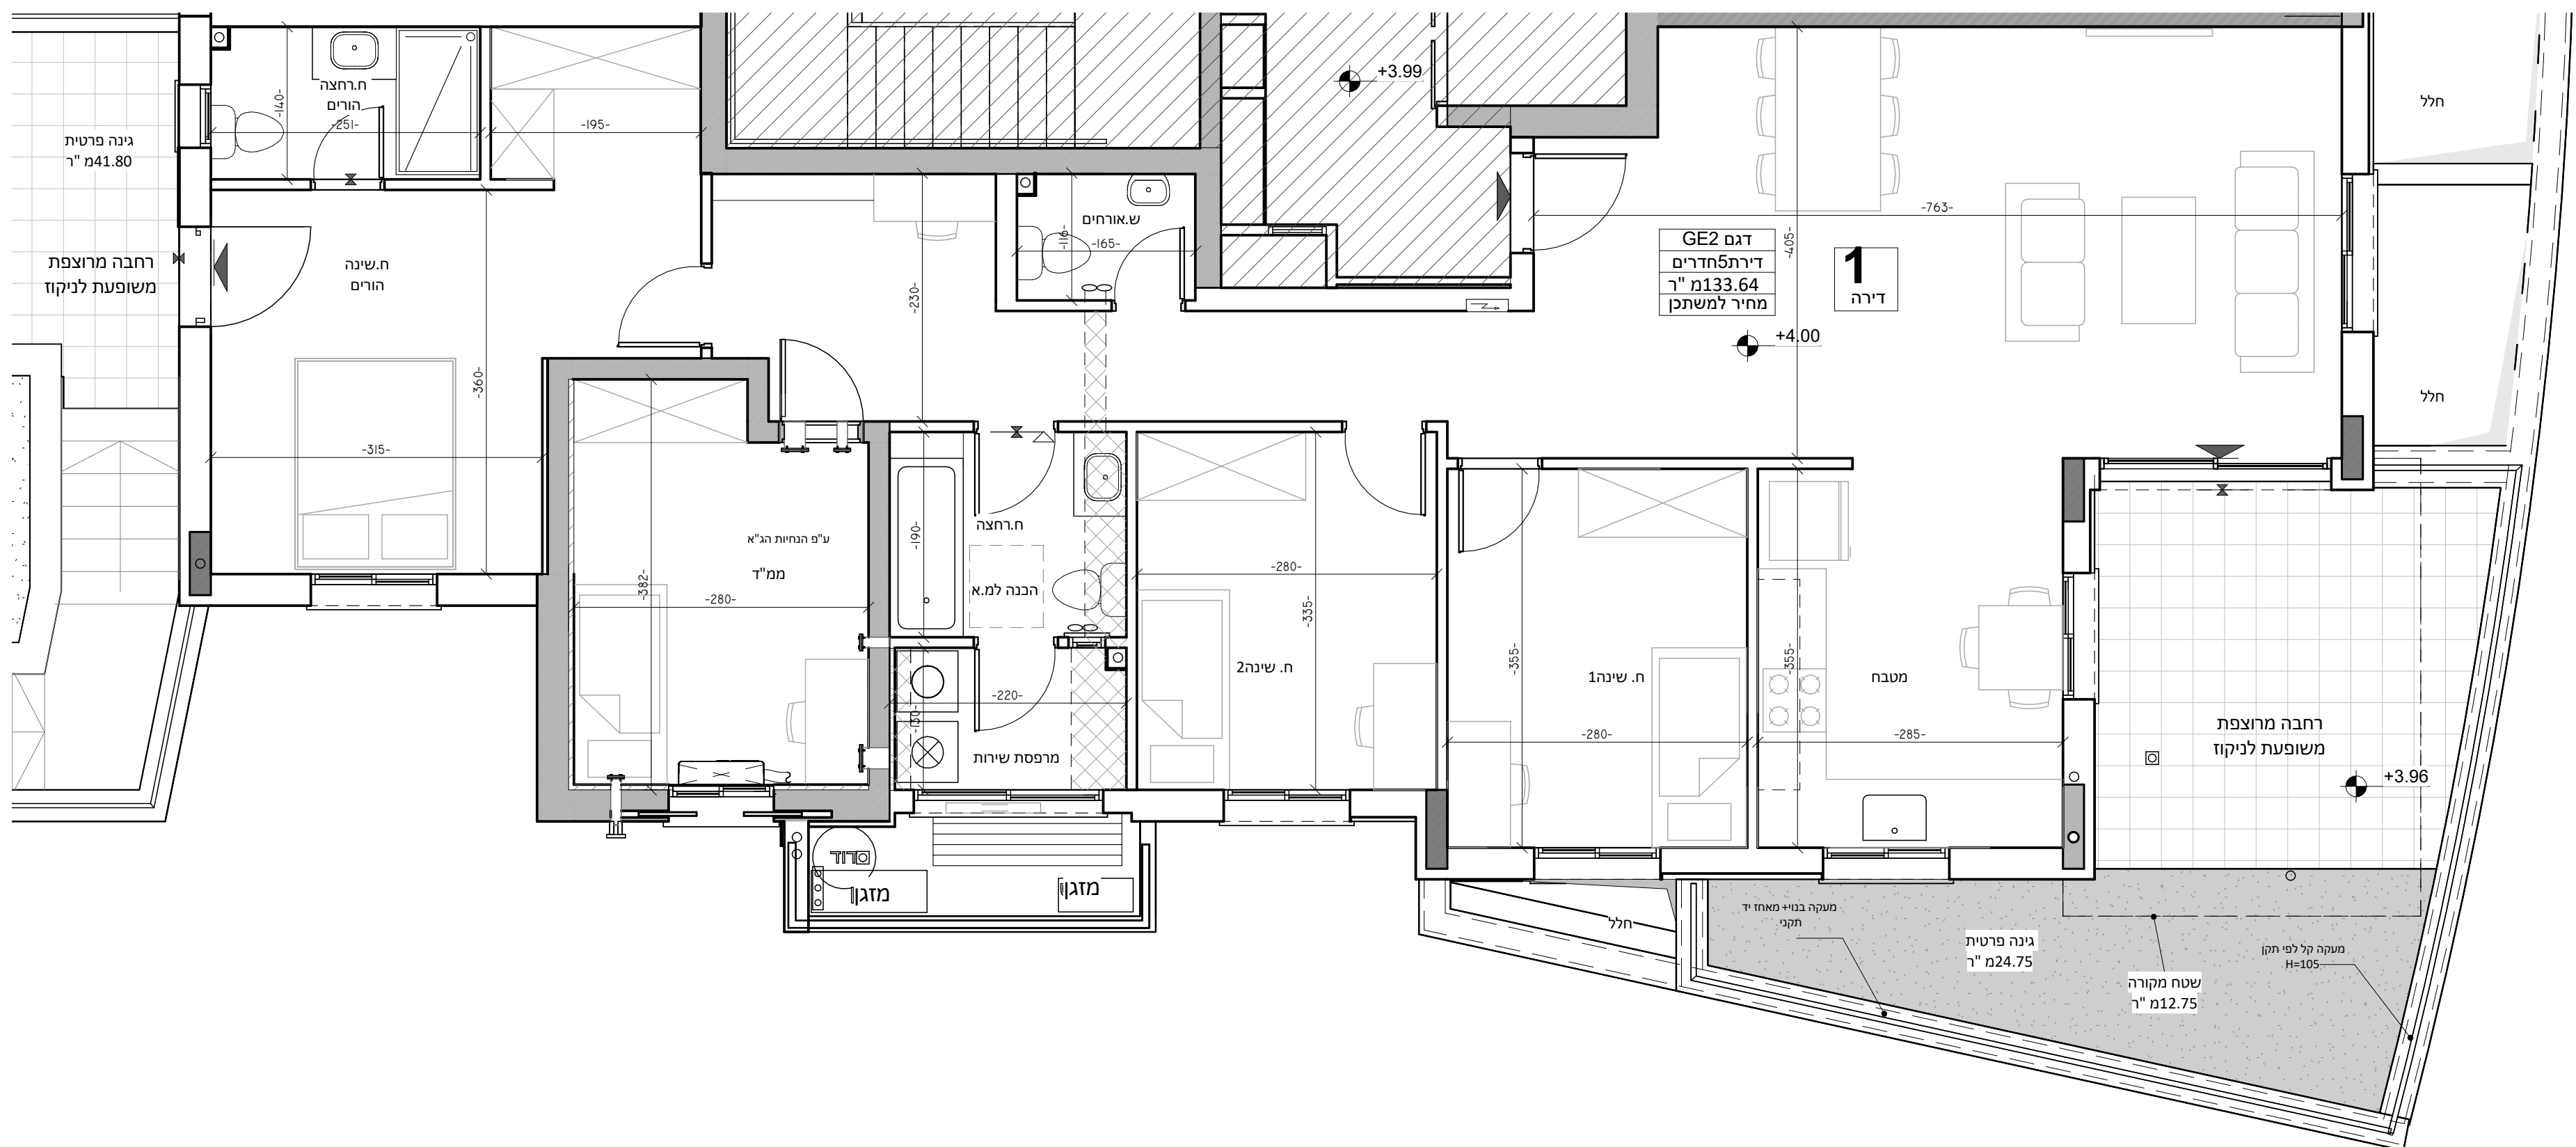 +3.99
ח.רחצה
הורים
-140-
-251-
-195-
גינה פרטית
41.80מ "ר
רחבה מרוצפת
משופעת לניקוז
ח.שינה
הורים
-360-
-315-
-230-
ש.אורחים
-116-
-165-
דגם GE2
דירת5חדרים
133.64מ "ר
מחיר למשתכן
1
דירה
-405-
-763-
+4.00
חלל
חלל
ע"פ הנחיות הג"א
ממ"ד
-382-
-280-
ח.רחצה
-190-
הכנה למ.א
-220-
-130-
מרפסת שירות
-280-
-335-
ח. שינה2
-355-
ח. שינה1
-280-
-355-
מטבח
-285-
רחבה מרוצפת
משופעת לניקוז
+3.96
דוד
מזגן
מזגן
חלל
מעקה בנוי+ מאחז יד
תקני
גינה פרטית
24.75מ "ר
שטח מקורה
12.75מ "ר
מעקה קל לפי תקן
H=105